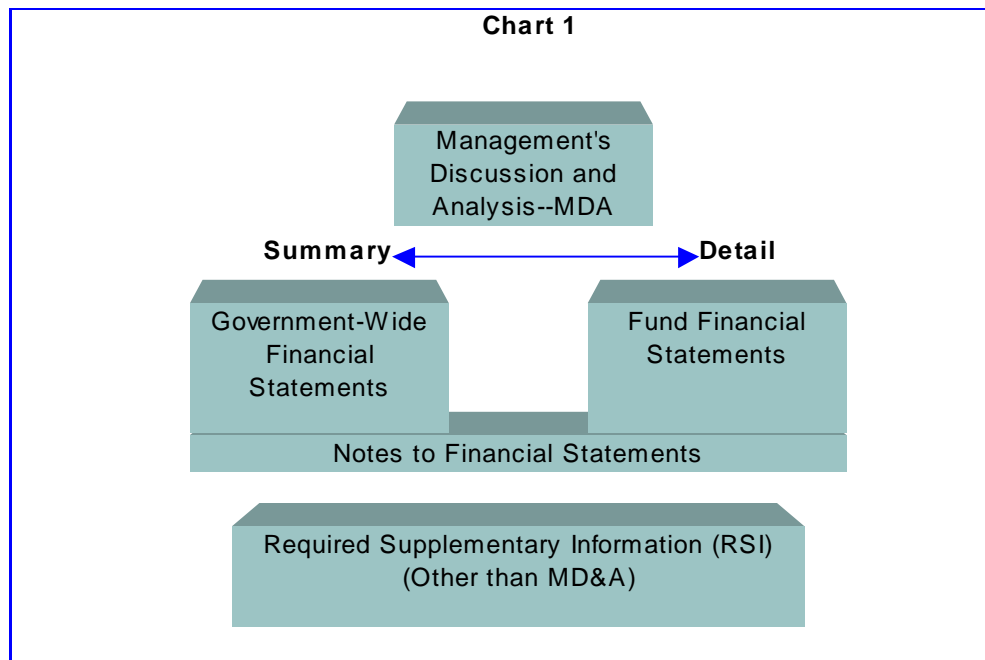 Chart 1
Management's
Discussion and
Analysis--MDA
Summary Detail
Government-Wide
Financial
Statements
Fund Financial
Statements
Notes to Financial Statements
Required Supplementary Information (RSI)
(Other than MD&A)